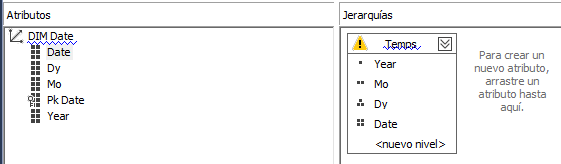 Atributos
DIM Date
Date
Dy
Mo
Pk Date
Year
Jerarquías
Temps
Year
Mo
Dy
Date
<nuevo nivel>
Para crear un
nuevo atributo,
arrastre un
atributo hasta
aquí.